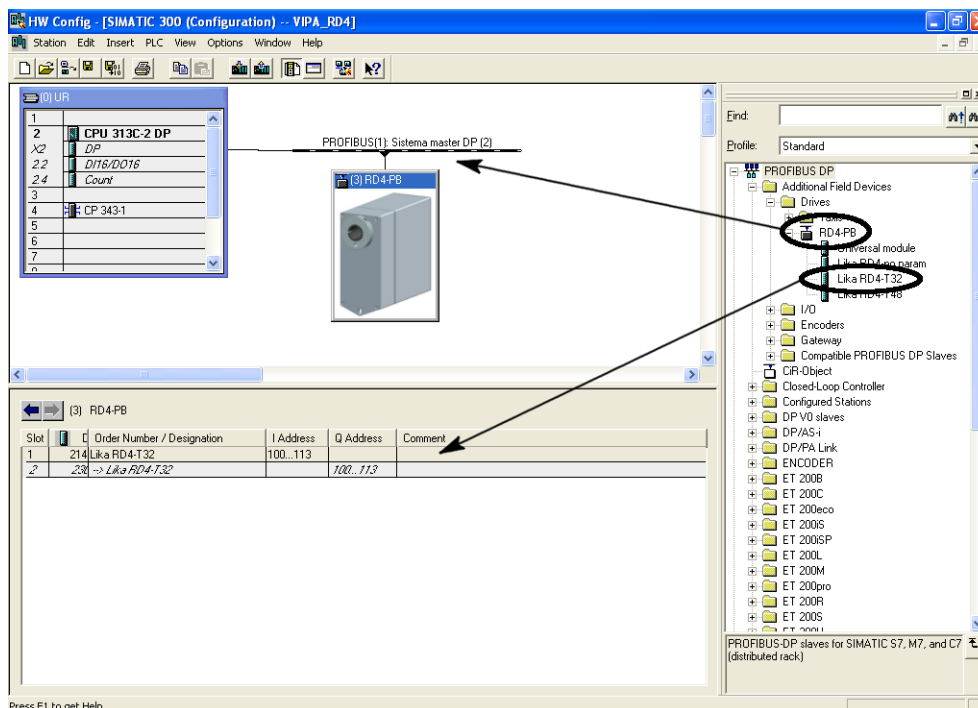 HW Config - [SIMATIC 300 (Configuration) -- VIPA_RD4]
Station Edit Insert PLC View Options Window Help
(0) UR
1
2 CPU 313C-2 DP
X2 DP
2.2 DI16/DO16
2.4 Count
3
4 CP 343-1
5
6
7
PROFIBUS(1): Sistema master DP (2)
(3) RD4-PB
Find:
Profile: Standard
PROFIBUS DP
Additional Field Devices
Drives
RD4-PB
Universal module
Lika RD4-no param
Lika RD4-T32
Lika RD4-T48
I/O
Encoders
Gateway
Compatible PROFIBUS DP Slaves
CiR-Object
Closed-Loop Controller
Configured Stations
DP V0 slaves
DP/AS-i
DP/PA Link
ENCODER
ET 200B
ET 200C
ET 200eco
ET 200iS
ET 200iSP
ET 200L
ET 200M
ET 200pro
ET 200R
ET 200S
PROFIBUS-DP slaves for SIMATIC S7, M7, and C7
(distributed rack)
(3) RD4-PB
Slot D Order Number / Designation I Address Q Address Comment
1 214 Lika RD4-T32 100...113
2 230 -> Lika RD4-T32 100...113
Press F1 to get Help.